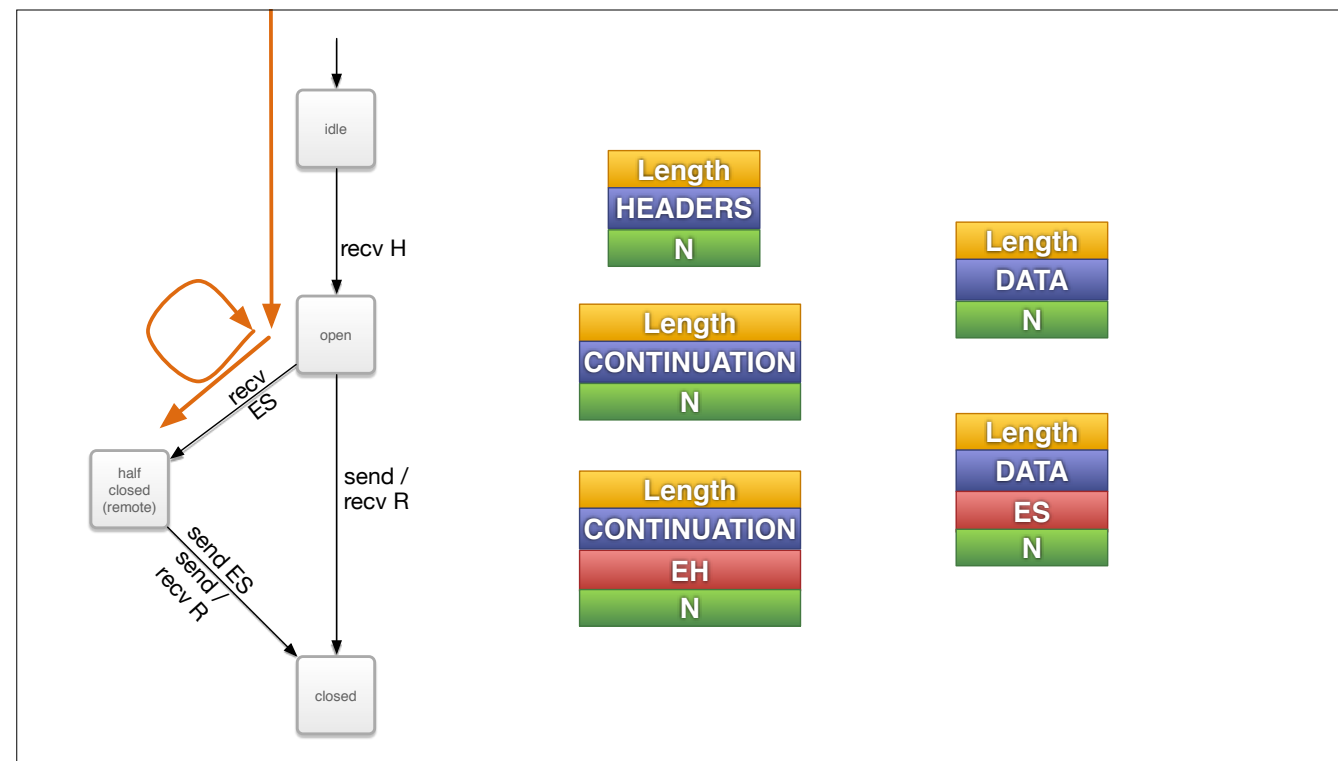 idle
recv H
open
recv
ES
half
closed
(remote)
send /
recv R
send ES
send /
recv R
closed
Length
HEADERS
N
Length
CONTINUATION
N
Length
CONTINUATION
EH
N
Length
DATA
N
Length
DATA
ES
N